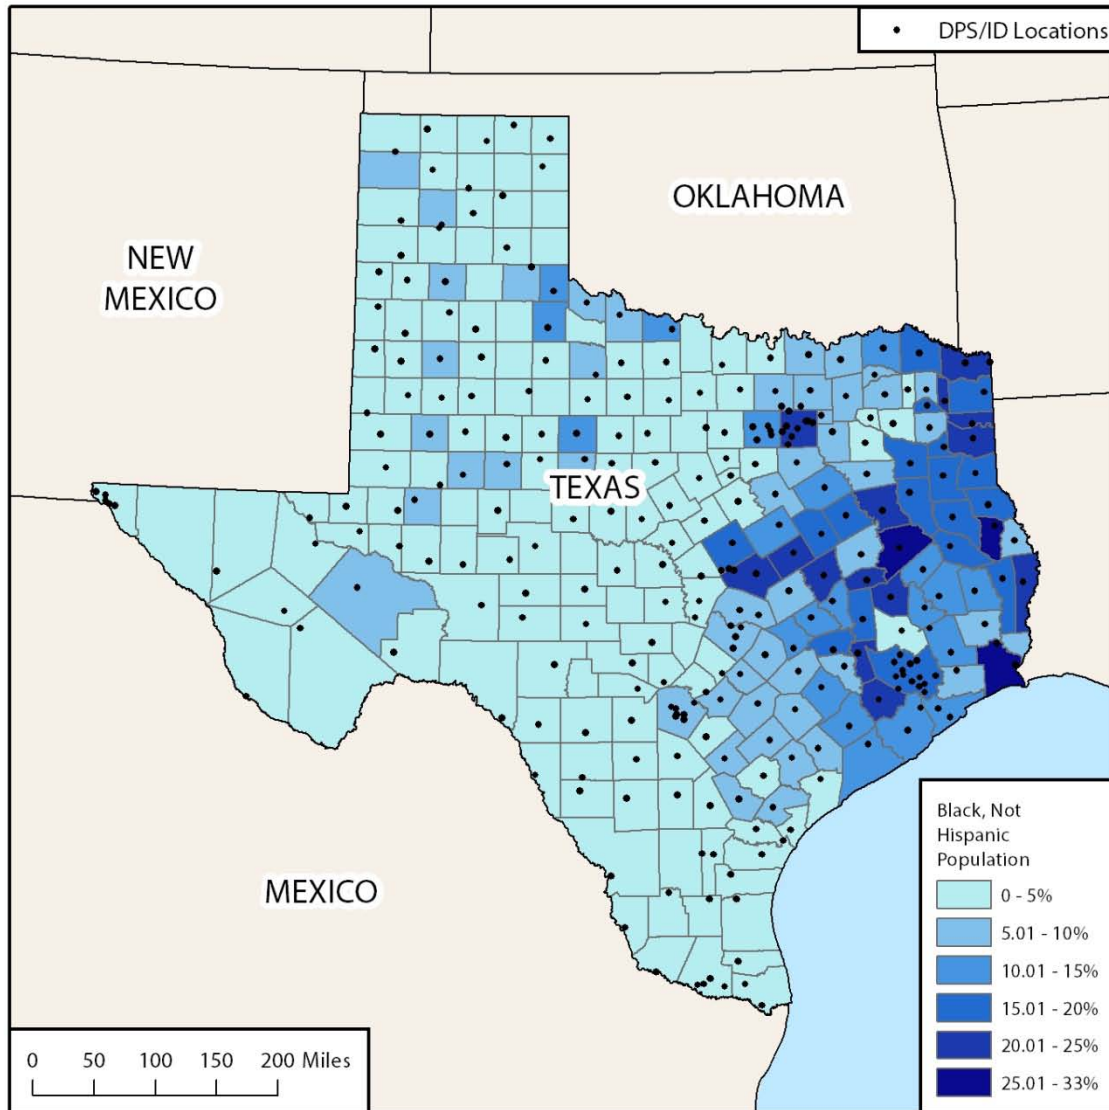 DPS/ID Locations
OKLAHOMA
NEW
MEXICO
TEXAS
MEXICO
Black, Not
Hispanic
Population
0 - 5%
5.01 - 10%
10.01 - 15%
15.01 - 20%
20.01 - 25%
25.01 - 33%
0 50 100 150 200 Miles